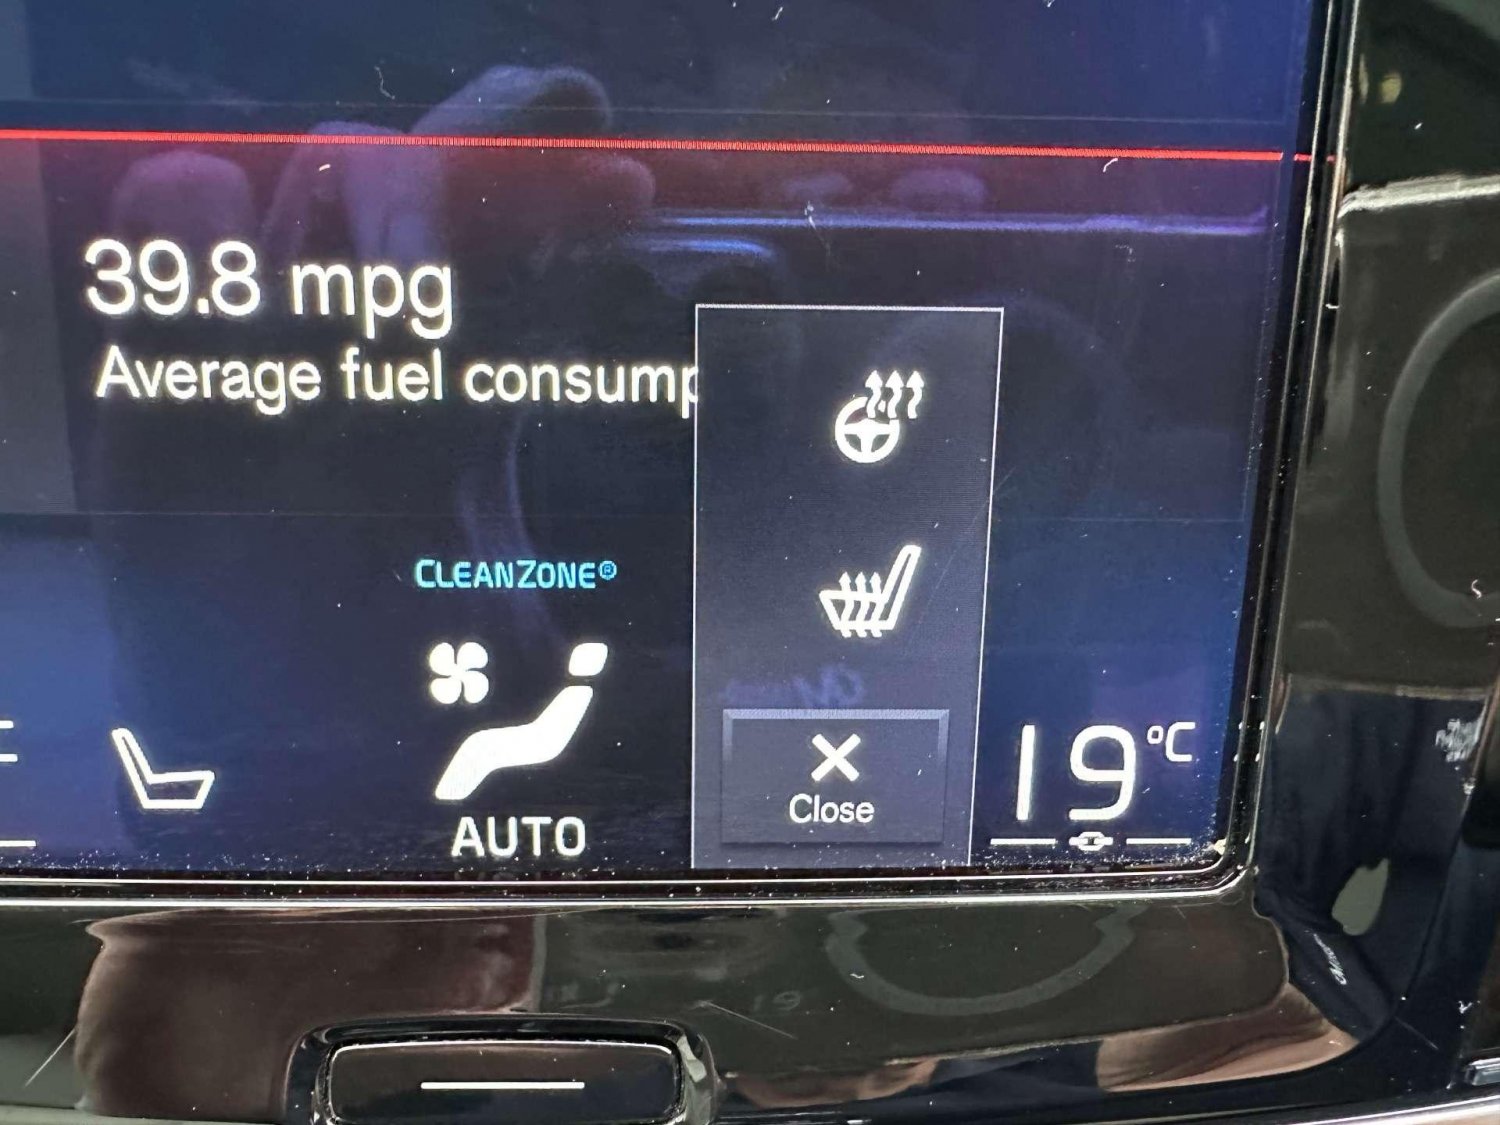 39.8 mpg
Average fuel consump
CLEANZONE®
AUTO
Close
19 °C